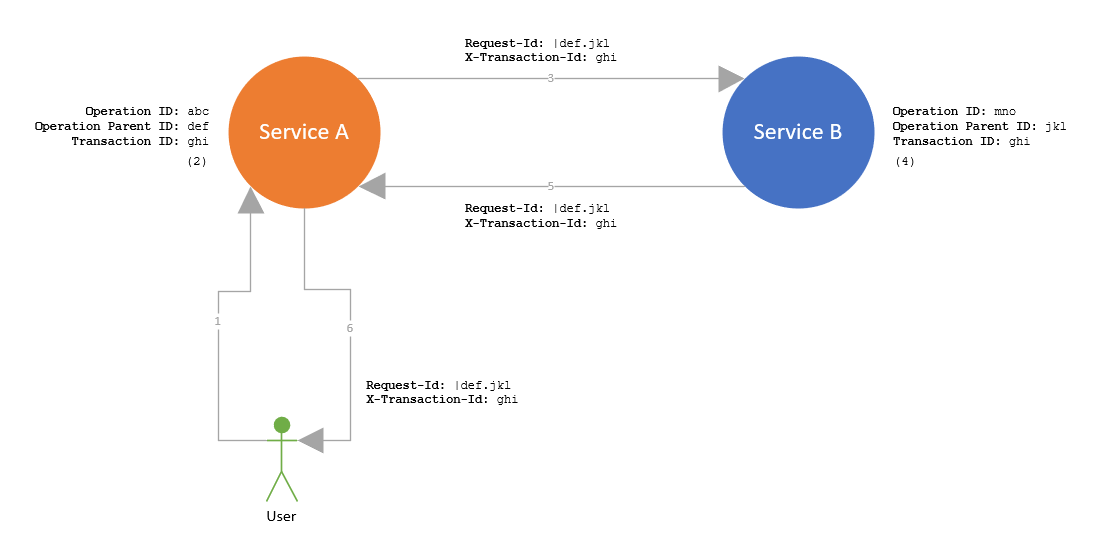 Request-Id: |def.jkl
X-Transaction-Id: ghi
3
Operation ID: abc
Operation Parent ID: def
Transaction ID: ghi
(2)
Service A
Service B
Operation ID: mno
Operation Parent ID: jkl
Transaction ID: ghi
(4)
5
Request-Id: |def.jkl
X-Transaction-Id: ghi
1
6
Request-Id: |def.jkl
X-Transaction-Id: ghi
User